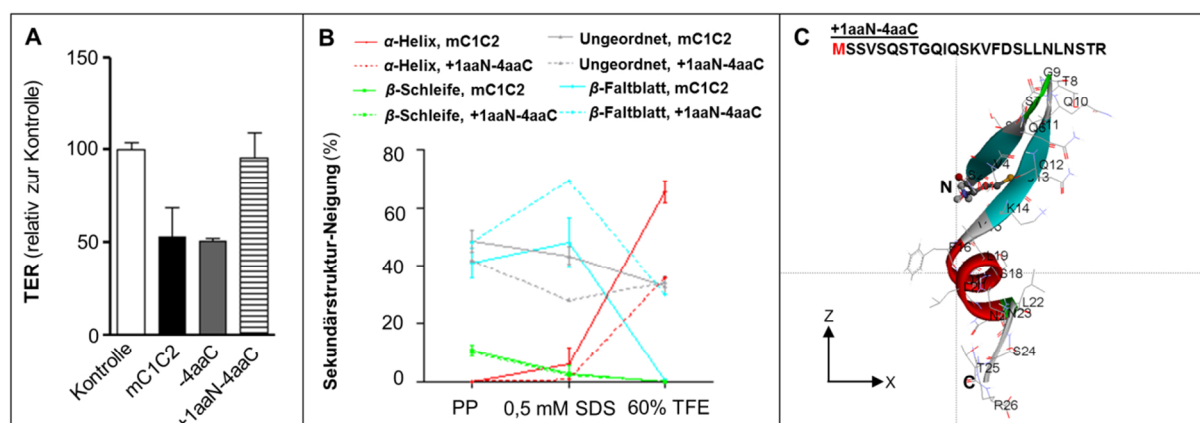 A
TER (relativ zur Kontrolle)
150
100
50
0
Kontrolle
mC1C2
-4aaC
+1aaN-4aaC
B
α-Helix, mC1C2
Ungeordnet, mC1C2
α-Helix, +1aaN-4aaC
Ungeordnet, +1aaN-4aaC
β-Schleife, mC1C2
β-Faltblatt, mC1C2
β-Schleife, +1aaN-4aaC
β-Faltblatt, +1aaN-4aaC
Sekundärstruktur-Neigung (%)
80
60
40
20
0
PP
0,5 mM SDS
60% TFE
C
+1aaN-4aaC
MSSVSQSTGQIQSKVFDSLLNLNSTR
G9
T8
Q10
Q6
Q12
N
K14
L19
S18
L22
N23
S24
T25
C
R26
Z
X